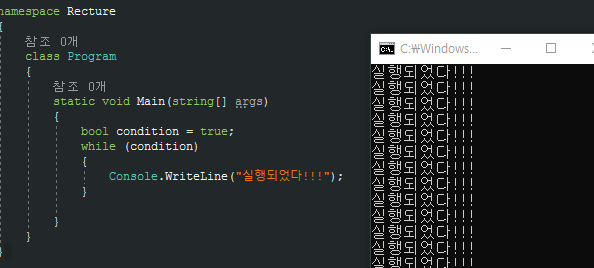 namespace Recture
{
참조 0개
class Program
{
참조 0개
static void Main(string[] args)
{
bool condition = true;
while (condition)
{
Console.WriteLine("실행되었다!!!");
}
}
}
}
C:\Windows...
실행되었다!!!
실행되었다!!!
실행되었다!!!
실행되었다!!!
실행되었다!!!
실행되었다!!!
실행되었다!!!
실행되었다!!!
실행되었다!!!
실행되었다!!!
실행되었다!!!
실행되었다!!!
실행되었다!!!